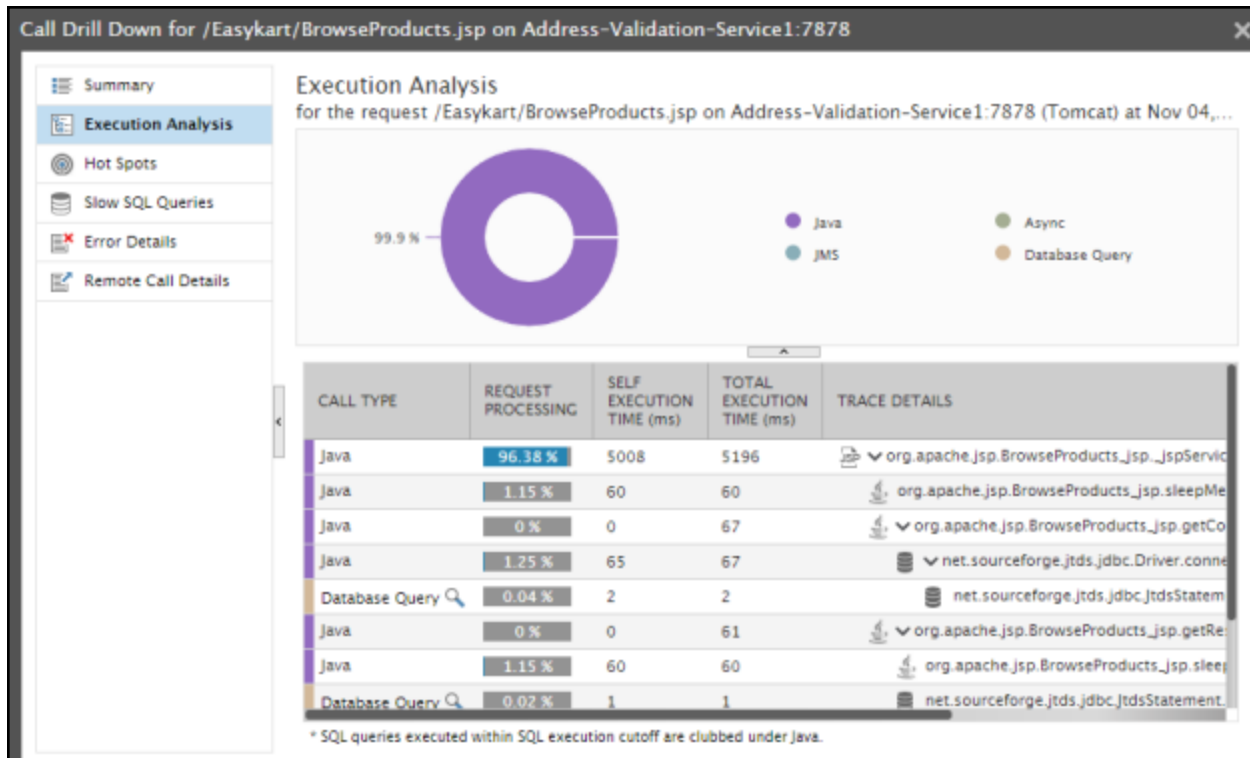 Call Drill Down for /Easykart/BrowseProducts.jsp on Address-Validation-Service1:7878
Summary
Execution Analysis
Hot Spots
Slow SQL Queries
Error Details
Remote Call Details
Execution Analysis
for the request /Easykart/BrowseProducts.jsp on Address-Validation-Service1:7878 (Tomcat) at Nov 04,...
99.9 %
Java
Async
JMS
Database Query
CALL TYPE
REQUEST
PROCESSING
SELF
EXECUTION
TIME (ms)
TOTAL
EXECUTION
TIME (ms)
TRACE DETAILS
Java 96.38 % 5008 5196 org.apache.jsp.BrowseProducts_jsp._jspServic
Java 1.15 % 60 60 org.apache.jsp.BrowseProducts_jsp.sleepMe
Java 0 % 0 67 org.apache.jsp.BrowseProducts_jsp.getCo
Java 1.25 % 65 67 net.sourceforge.jtds.jdbc.Driver.conne
Database Query 0.04 % 2 2 net.sourceforge.jtds.jdbc.JtdsStatem
Java 0 % 0 61 org.apache.jsp.BrowseProducts_jsp.getRe
Java 1.15 % 60 60 org.apache.jsp.BrowseProducts_jsp.sleep
Database Query 0.02 % 1 1 net.sourceforge.jtds.jdbc.JtdsStatement.
* SQL queries executed within SQL execution cutoff are clubbed under Java.